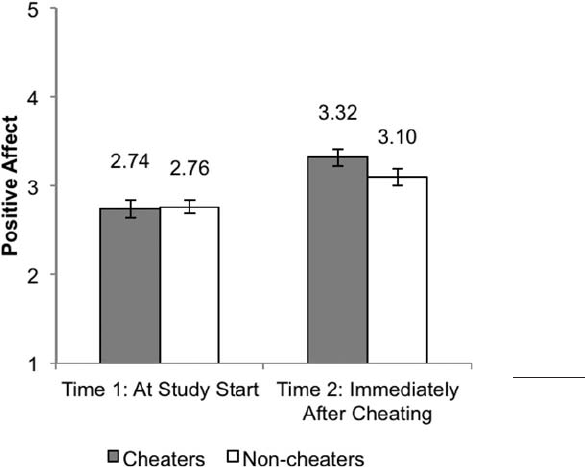 5
4
3
2
1
Positive Affect
2.74
2.76
3.32
3.10
Time 1: At Study Start
Time 2: Immediately
After Cheating
Cheaters
Non-cheaters